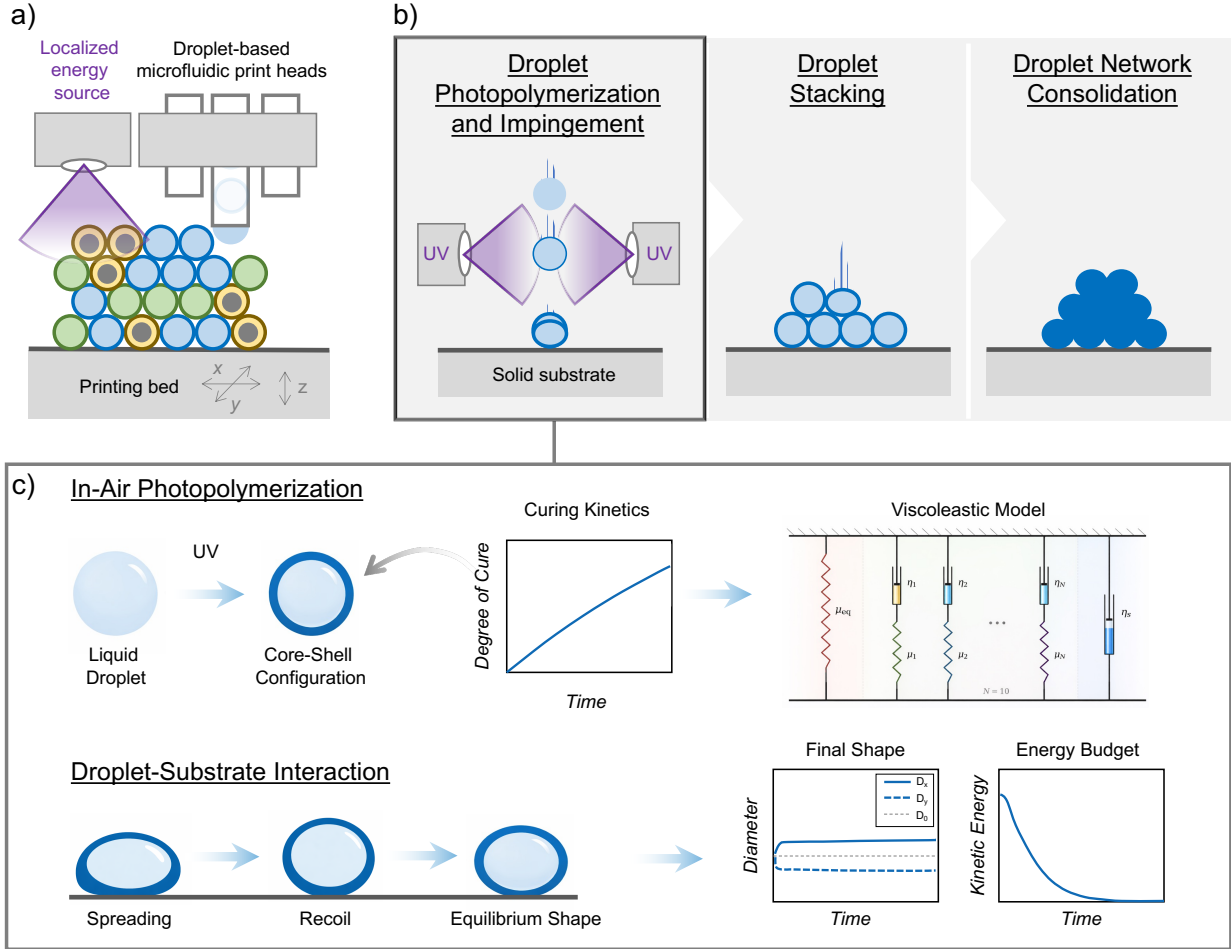 a)
Localized
energy
source
Droplet-based
microfluidic print heads
Printing bed
x
y
z
b)
Droplet
Photopolymerization
and Impingement
UV
UV
Solid substrate
Droplet
Stacking
Droplet Network
Consolidation
c)
In-Air Photopolymerization
UV
Liquid
Droplet
Core-Shell
Configuration
Curing Kinetics
Degree of Cure
Time
Viscoleastic Model
μeq
η1
μ1
η2
μ2
...
ηN
μN
N = 10
ηs
Droplet-Substrate Interaction
Spreading
Recoil
Equilibrium Shape
Final Shape
Diameter
Dx
Dy
D0
Time
Energy Budget
Kinetic Energy
Time